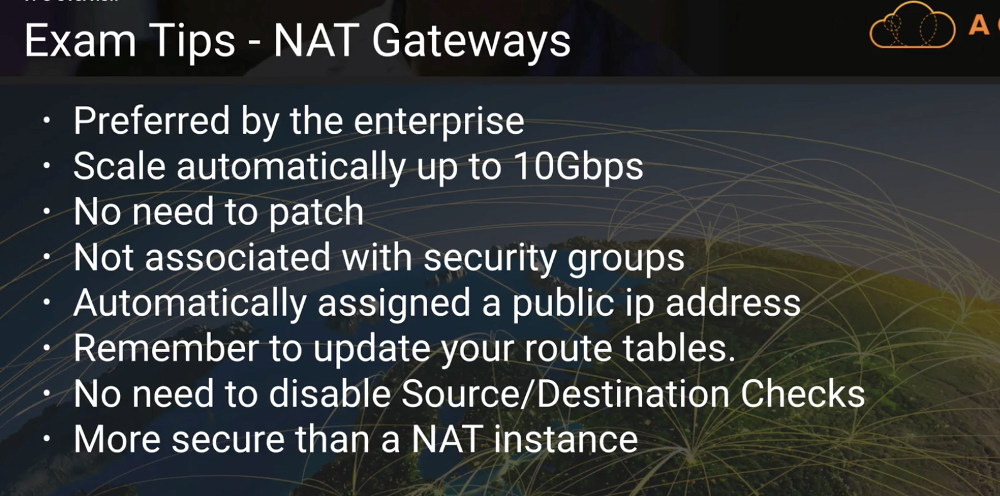 Exam Tips - NAT Gateways
A
• Preferred by the enterprise
• Scale automatically up to 10Gbps
• No need to patch
• Not associated with security groups
• Automatically assigned a public ip address
• Remember to update your route tables.
• No need to disable Source/Destination Checks
• More secure than a NAT instance